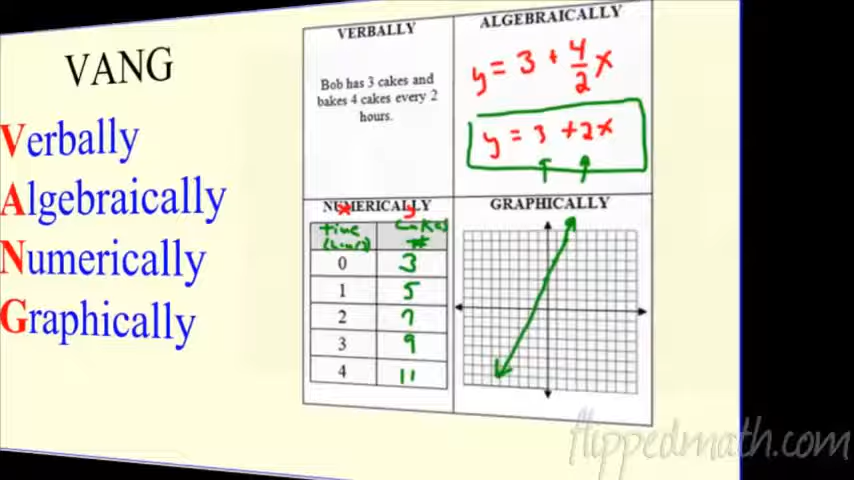 VANG
Verbally
Algebraically
Numerically
Graphically
VERBALLY
Bob has 3 cakes and
bakes 4 cakes every 2
hours.
ALGEBRAICALLY
y = 3 + 4/2 x
y = 3 + 2x
NUMERICALLY
x y
time cakes
(hours) #
0 3
1 5
2 7
3 9
4 11
GRAPHICALLY
flippedmath.com